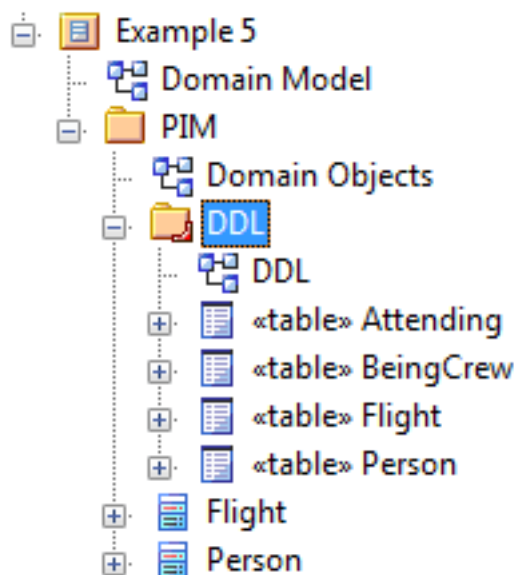 Example 5
Domain Model
PIM
Domain Objects
DDL
DDL
«table» Attending
«table» BeingCrew
«table» Flight
«table» Person
Flight
Person